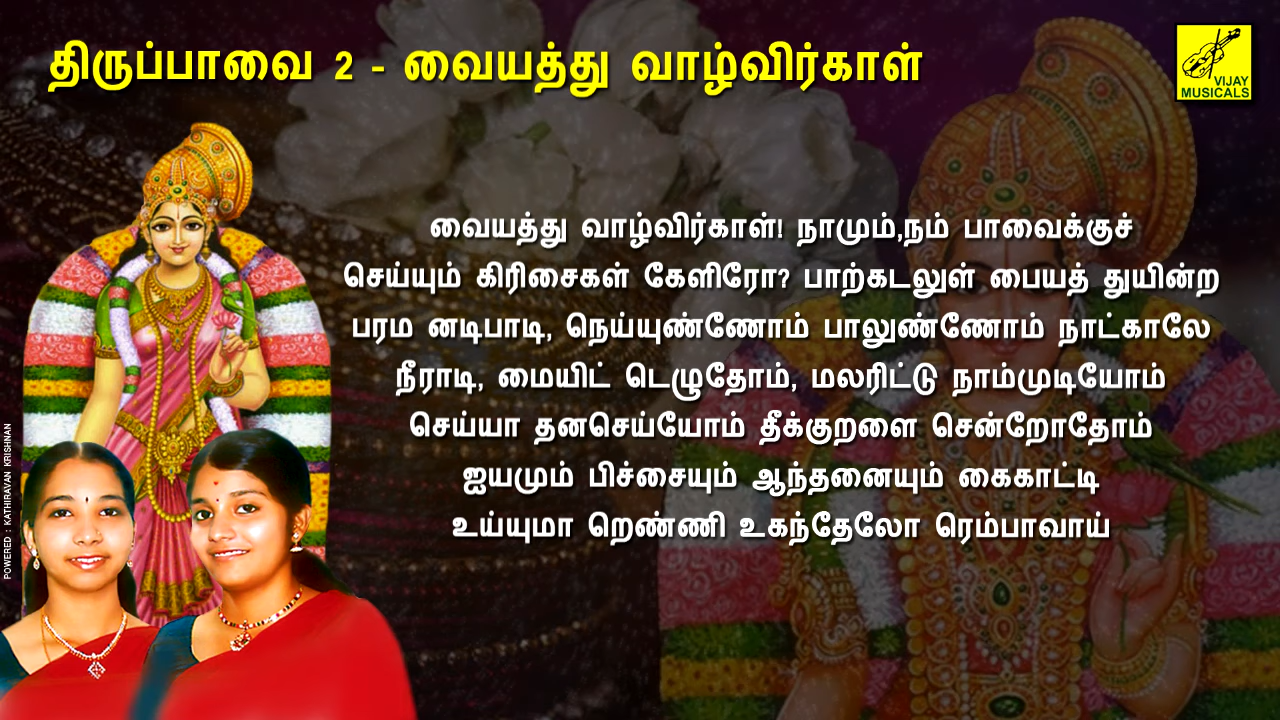 திருப்பாவை 2 - வையத்து வாழ்விர்காள்
VIJAY
MUSICALS
வையத்து வாழ்விர்காள்! நாமும்,நம் பாவைக்குச்
செய்யும் கிரிசைகள் கேளிரோ? பாற்கடலுள் பையத் துயின்ற
பரம னடிபாடி, நெய்யுண்ணோம் பாலுண்ணோம் நாட்காலே
நீராடி, மையிட் டெழுதோம், மலரிட்டு நாம்முடியோம்
செய்யா தனசெய்யோம் தீக்குறளை சென்றோதோம்
ஐயமும் பிச்சையும் ஆந்தனையும் கைகாட்டி
உய்யுமா றெண்ணி உகந்தேலோ ரெம்பாவாய்
POWERED : KATHIRAVAN KRISHNAN